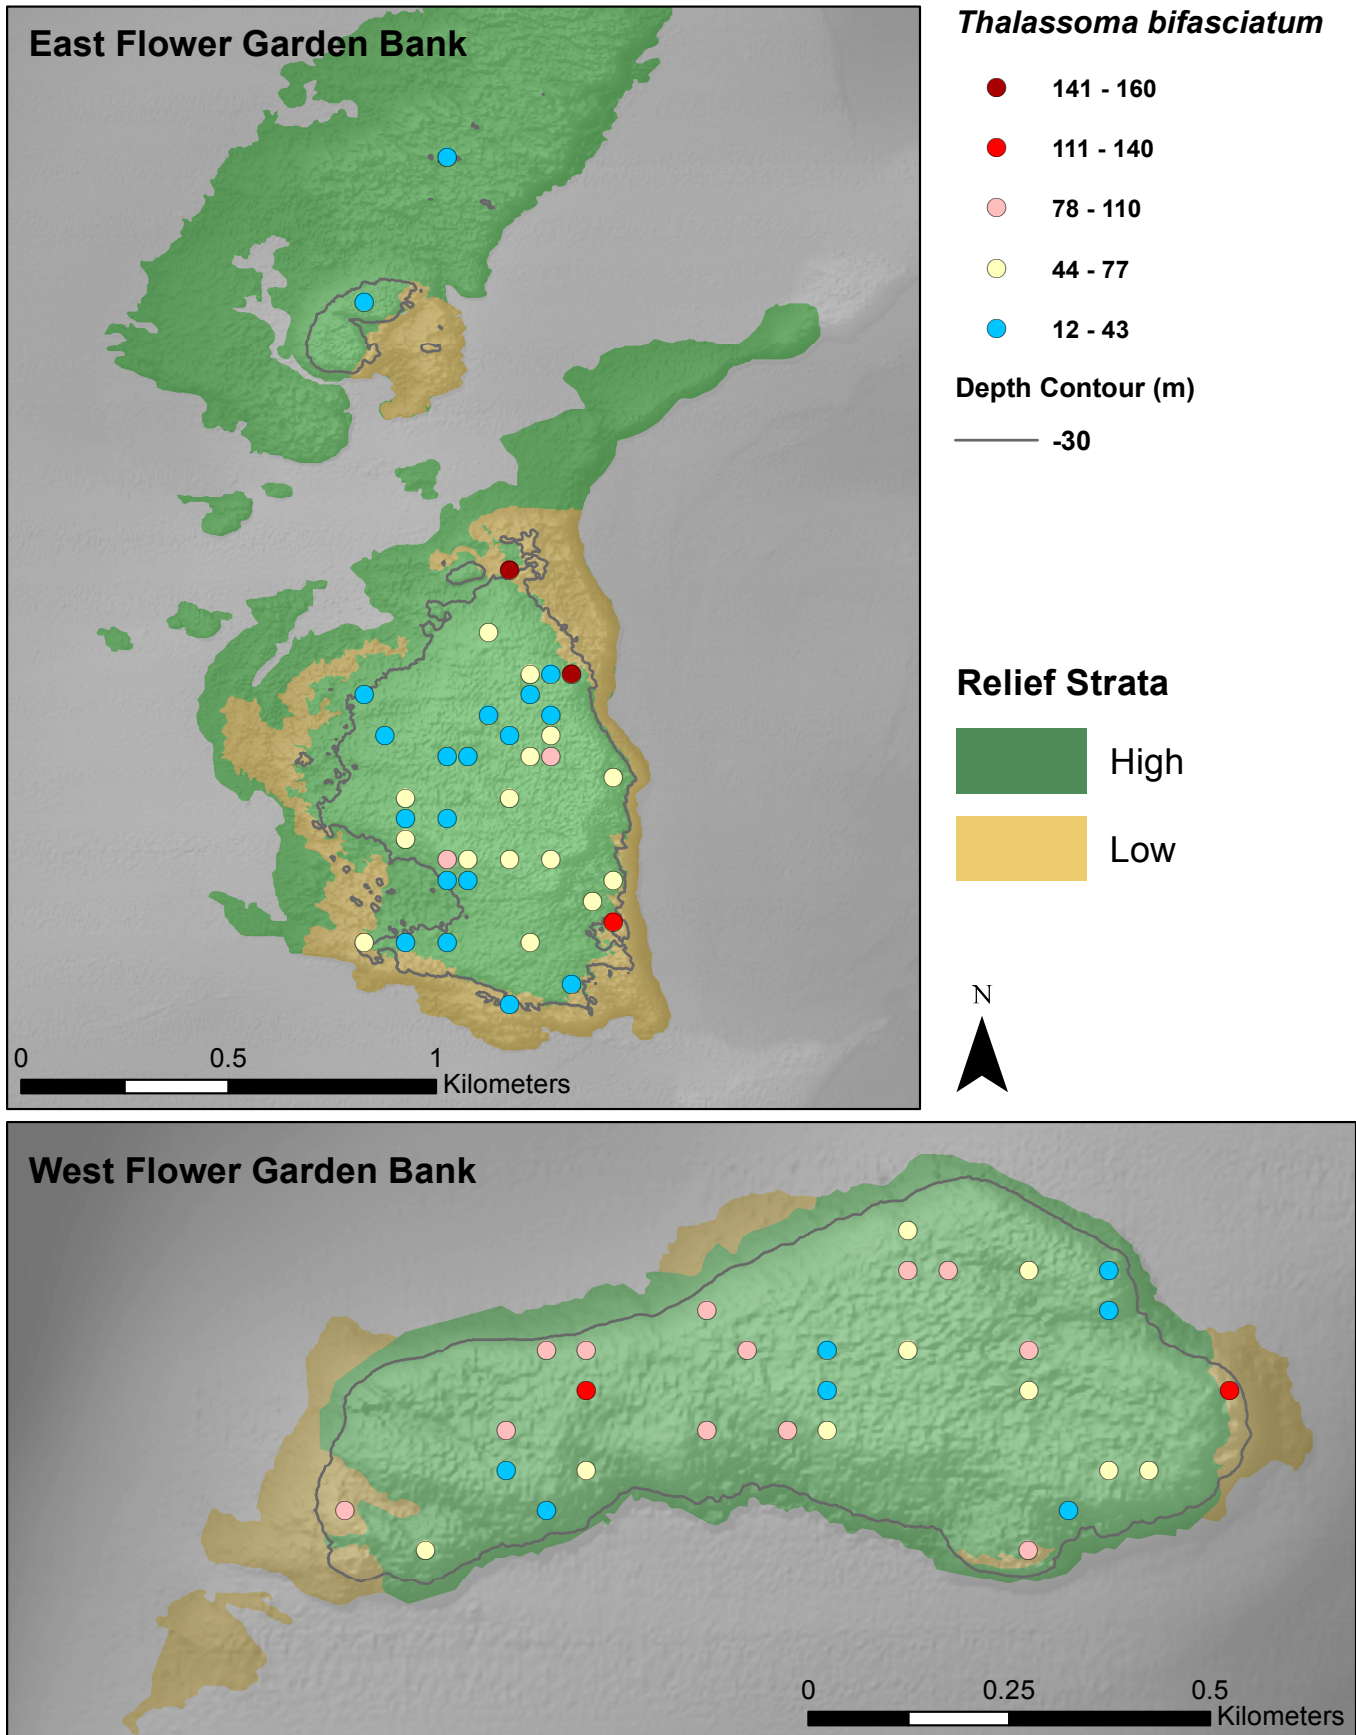 East Flower Garden Bank
Thalassoma bifasciatum
141 - 160
111 - 140
78 - 110
44 - 77
12 - 43
Depth Contour (m)
-30
Relief Strata
High
Low
N
0 0.5 1
Kilometers
West Flower Garden Bank
0 0.25 0.5
Kilometers